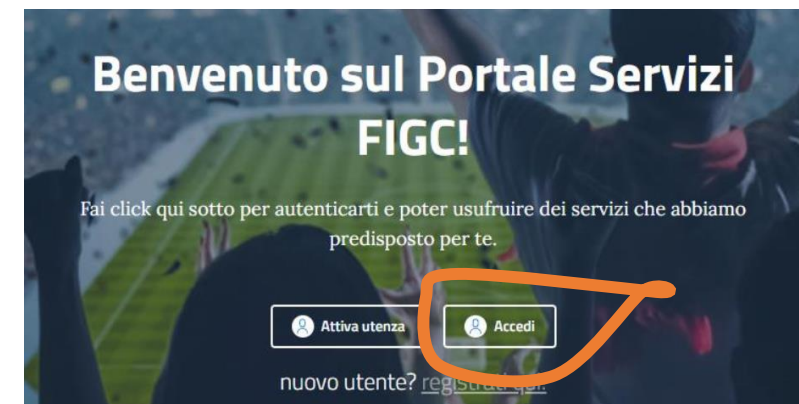 Benvenuto sul Portale Servizi
FIGC!
Fai click qui sotto per autenticarti e poter usufruire dei servizi che abbiamo
predisposto per te.
Attiva utenza
Accedi
nuovo utente? registrati qui!